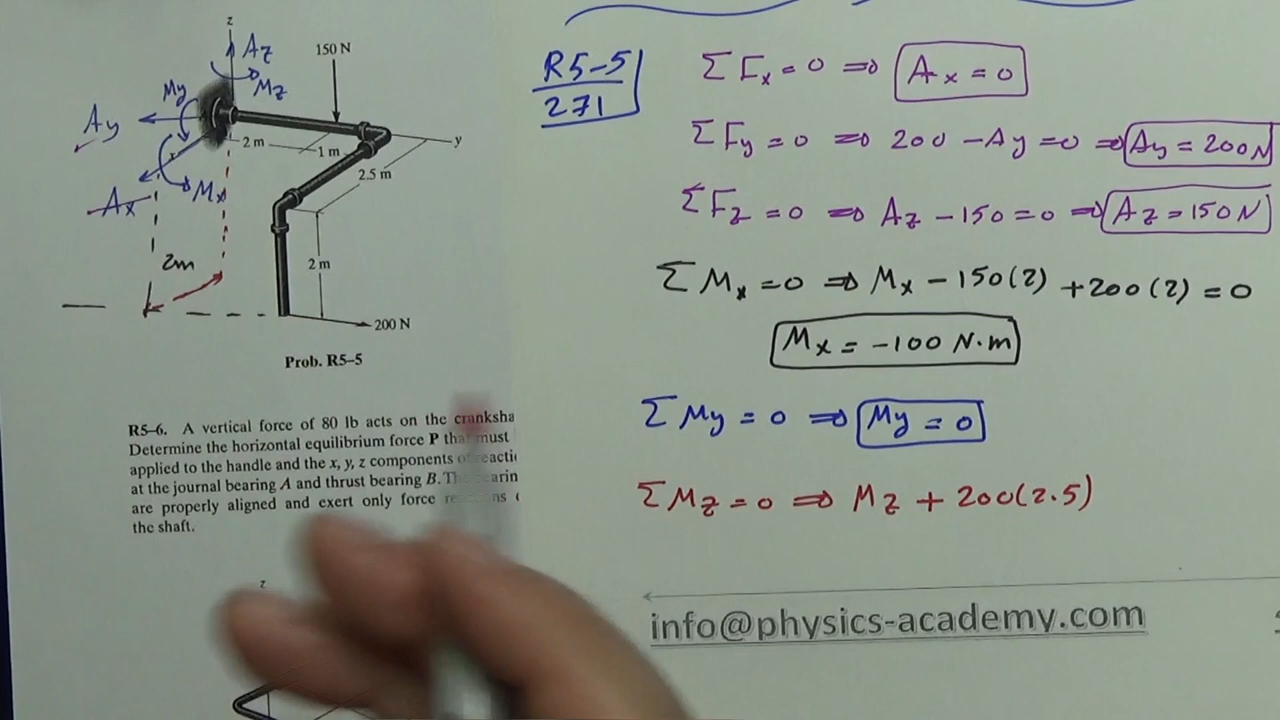 z
Az
150 N
My
Mz
Ay
y
2 m
1 m
2.5 m
x
Mx
Ax
2m
2 m
200 N
Prob. R5–5
R5–6. A vertical force of 80 lb acts on the cranksha
Determine the horizontal equilibrium force P that must
applied to the handle and the x, y, z components of reacti
at the journal bearing A and thrust bearing B. The bearin
are properly aligned and exert only force
the shaft.
z
R5-5
271
ΣFx = 0 ⇒ Ax = 0
ΣFy = 0 ⇒ 200 - Ay = 0 ⇒ Ay = 200N
ΣFz = 0 ⇒ Az - 150 = 0 ⇒ Az = 150 N
ΣMx = 0 ⇒ Mx - 150(2) + 200(2) = 0
Mx = -100 N·m
ΣMy = 0 ⇒ My = 0
ΣMz = 0 ⇒ Mz + 200(2.5)
info@physics-academy.com